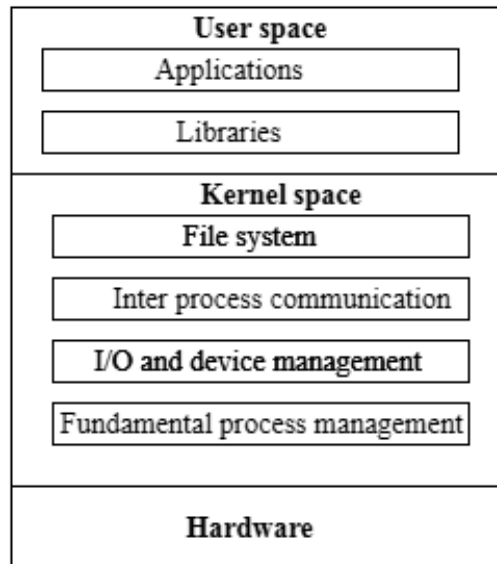 User space
Applications
Libraries
Kernel space
File system
Inter process communication
I/O and device management
Fundamental process management
Hardware